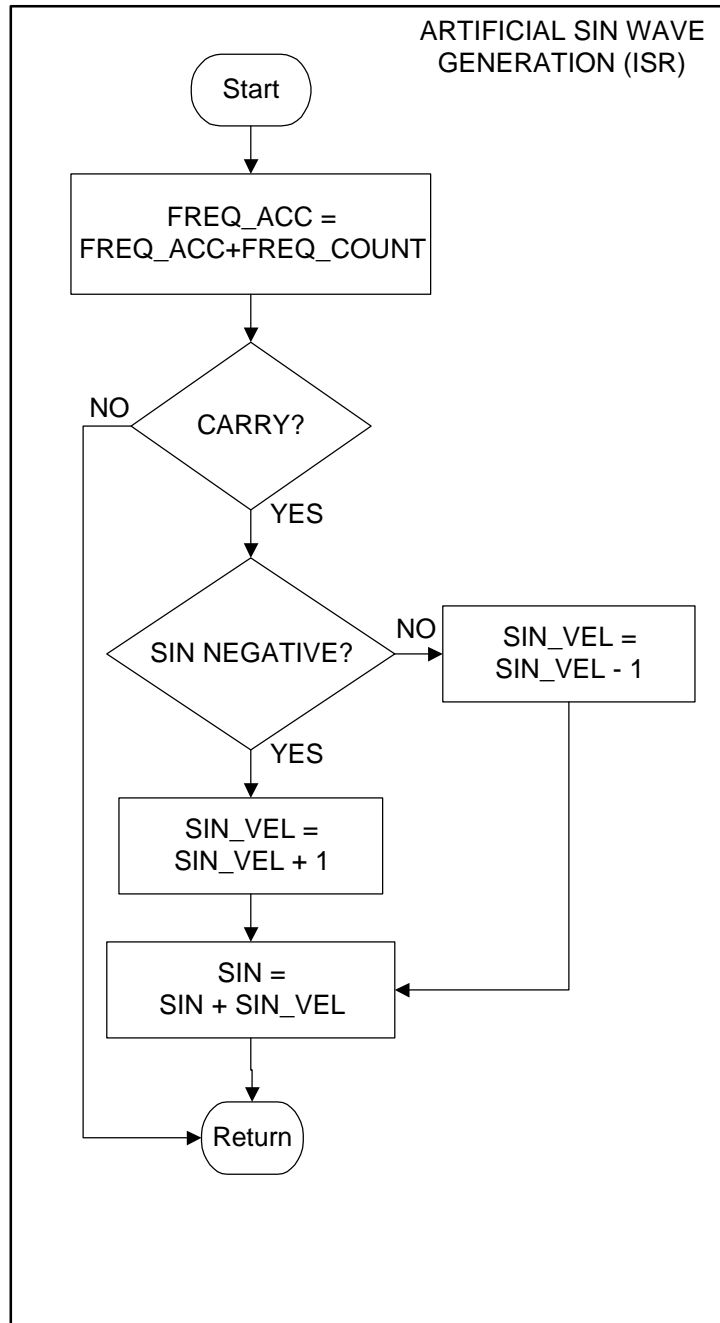 ARTIFICIAL SIN WAVE
GENERATION (ISR)
Start
FREQ_ACC =
FREQ_ACC+FREQ_COUNT
NO
CARRY?
YES
SIN NEGATIVE?
NO
SIN_VEL =
SIN_VEL - 1
YES
SIN_VEL =
SIN_VEL + 1
SIN =
SIN + SIN_VEL
Return